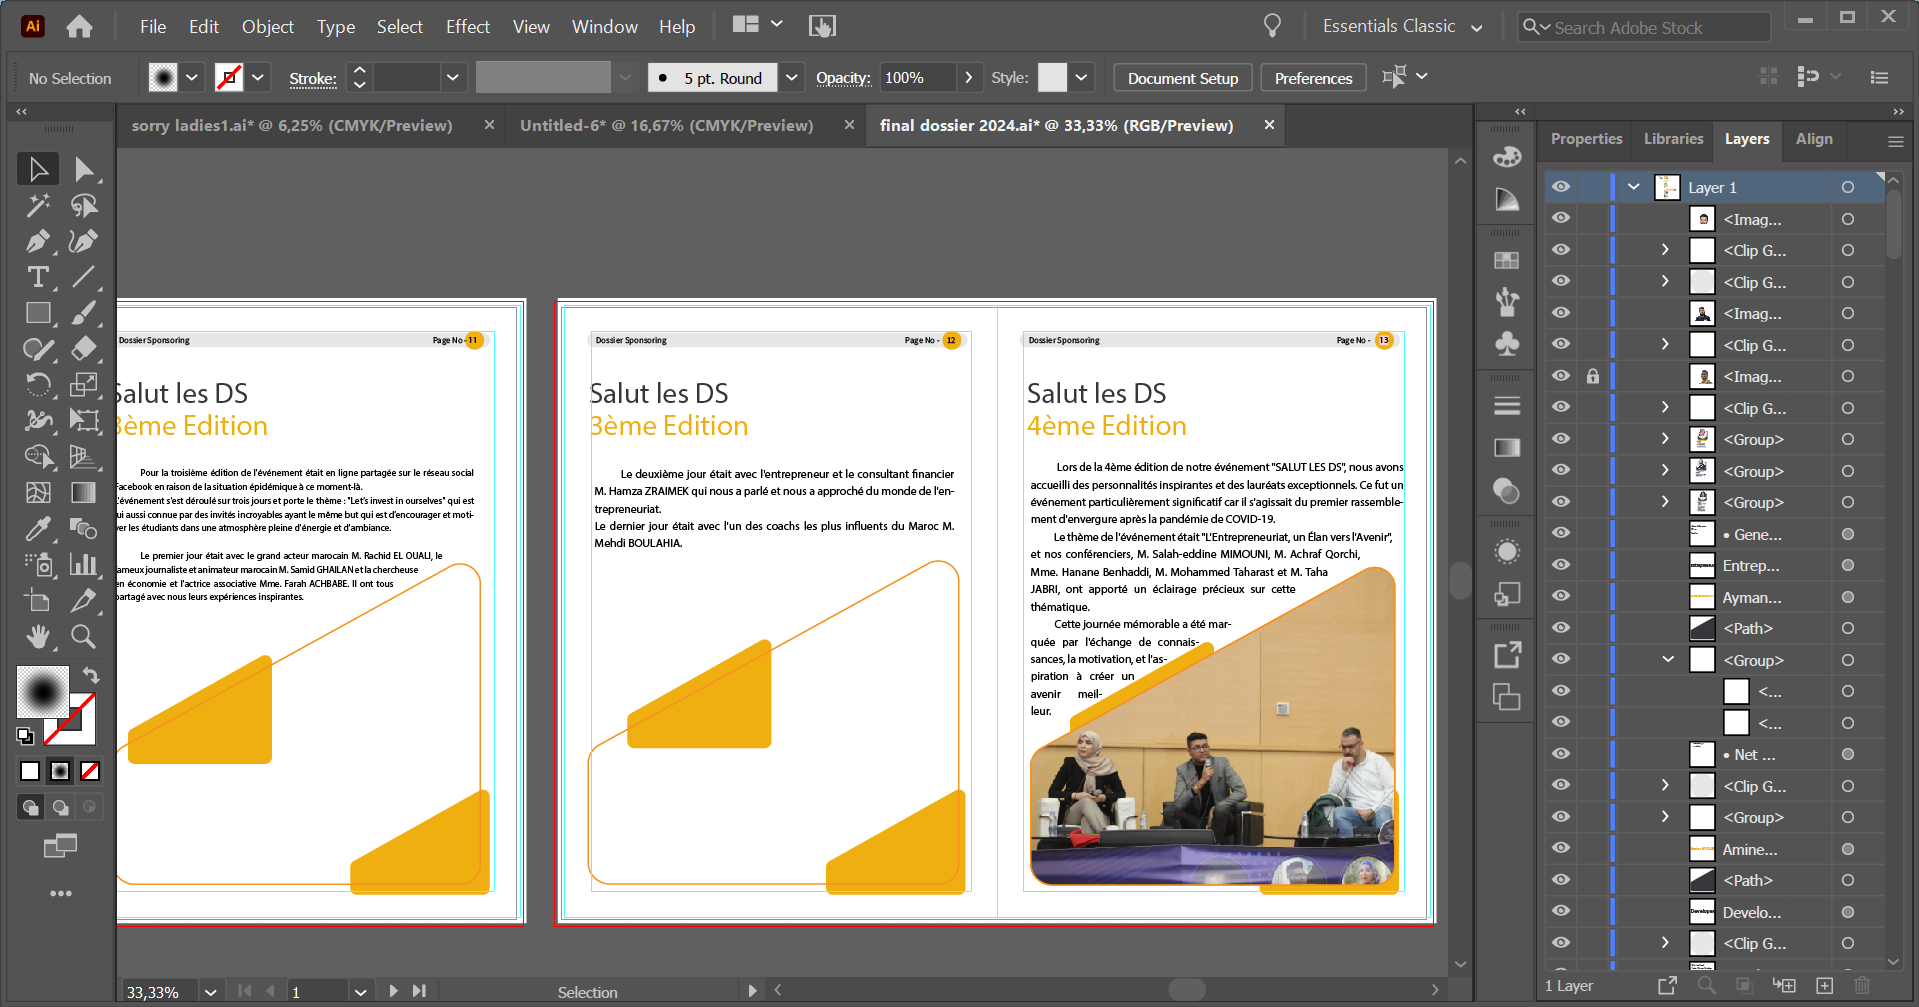 Ai File Edit Object Type Select Effect View Window Help Essentials Classic Search Adobe Stock
No Selection Stroke: 5 pt. Round Opacity: 100% Style: Document Setup Preferences
sorry ladies1.ai* @ 6,25% (CMYK/Preview) Untitled-6* @ 16,67% (CMYK/Preview) final dossier 2024.ai* @ 33,33% (RGB/Preview)
Properties Libraries Layers Align
Dossier Sponsoring Page No - 11
Salut les DS
3ème Edition
Pour la troisième édition de l'événement était en ligne partagée sur le réseau social
Facebook en raison de la situation épidémique à ce moment-là.
L'événement s'est déroulé sur trois jours et porte le thème : "Let's invest in ourselves" qui est
ui aussi connue par des invités incroyables ayant le même but qui est d'encourager et moti-
ver les étudiants dans une atmosphère pleine d'énergie et d'ambiance.
Le premier jour était avec le grand acteur marocain M. Rachid EL OUALI, le
ameux journaliste et animateur marocain M. Samid GHAILAN et la chercheuse
en économie et l'actrice associative Mme. Farah ACHBABE. Il ont tous
partagé avec nous leurs expériences inspirantes.
Dossier Sponsoring Page No - 12
Salut les DS
3ème Edition
Le deuxième jour était avec l'entrepreneur et le consultant financier
M. Hamza ZRAIMEK qui nous a parlé et nous a approché du monde de l'en-
trepreneuriat.
Le dernier jour était avec l'un des coachs les plus influents du Maroc M.
Mehdi BOULAHIA.
Dossier Sponsoring Page No - 13
Salut les DS
4ème Edition
Lors de la 4ème édition de notre événement "SALUT LES DS", nous avons
accueilli des personnalités inspirantes et des lauréats exceptionnels. Ce fut un
événement particulièrement significatif car il s'agissait du premier rassemble-
ment d'envergure après la pandémie de COVID-19.
Le thème de l'événement était "L'Entrepreneuriat, un Élan vers l'Avenir",
et nos conférenciers, M. Salah-eddine MIMOUNI, M. Achraf Qorchi,
Mme. Hanane Benhaddi, M. Mohammed Taharast et M. Taha
JABRI, ont apporté un éclairage précieux sur cette
thématique.
Cette journée mémorable a été mar-
quée par l'échange de connais-
sances, la motivation, et l'as-
piration à créer un
avenir meil-
leur.
Layer 1
<Imag...
<Clip G...
<Clip G...
<Imag...
<Clip G...
<Imag...
<Clip G...
<Group>
<Group>
<Group>
• Gene...
Entrep...
Ayman...
<Path>
<Group>
<...
<...
• Net ...
<Clip G...
<Group>
Amine...
<Path>
Develo...
<Clip G...
33,33% 1 Selection 1 Layer